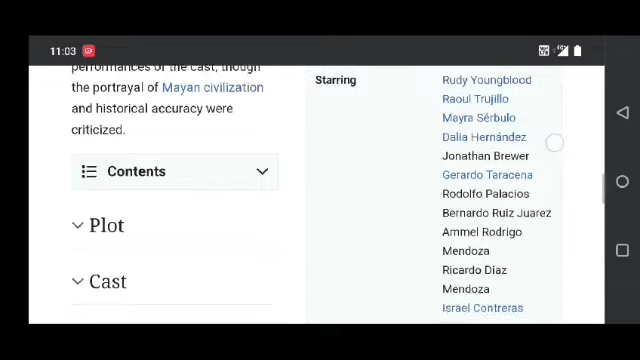 11:03
performances of the cast, though
the portrayal of Mayan civilization
and historical accuracy were
criticized.
Contents
Plot
Cast
Starring
Rudy Youngblood
Raoul Trujillo
Mayra Sérbulo
Dalia Hernández
Jonathan Brewer
Gerardo Taracena
Rodolfo Palacios
Bernardo Ruiz Juarez
Ammel Rodrigo
Mendoza
Ricardo Diaz
Mendoza
Israel Contreras